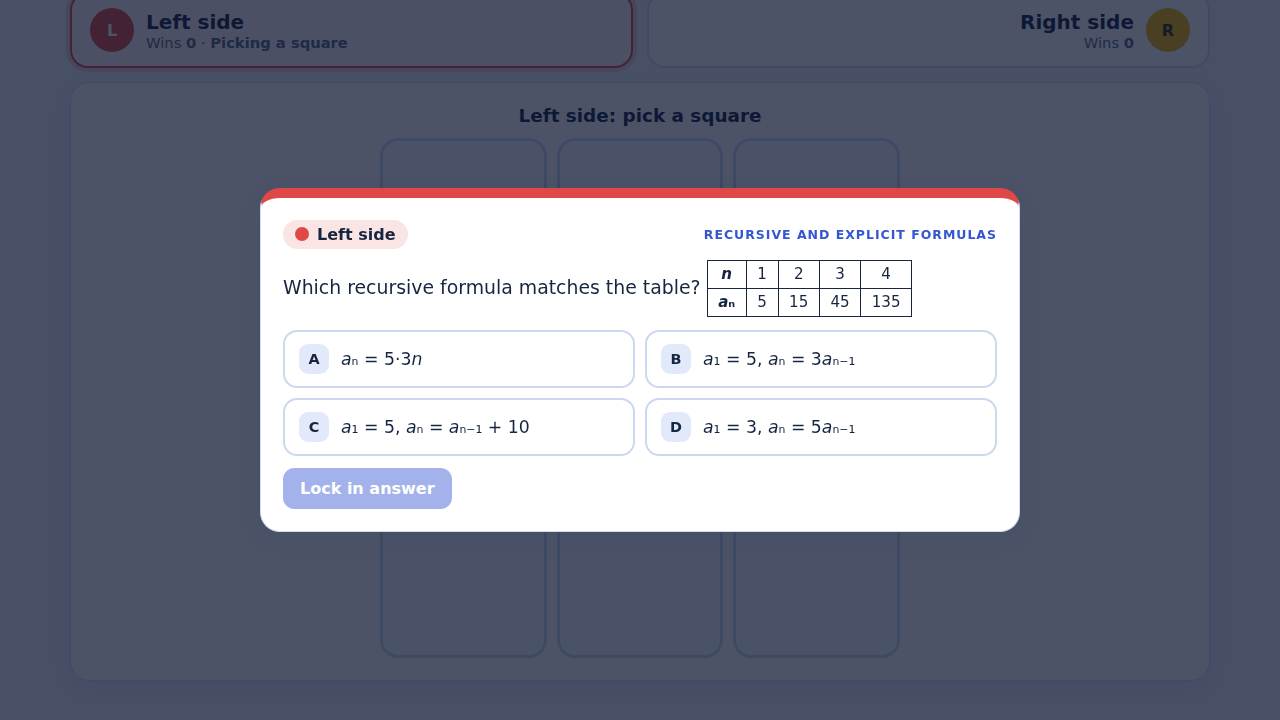 L
Left side
Wins 0 · Picking a square
Right side
Wins 0
R
Left side: pick a square
Left side
RECURSIVE AND EXPLICIT FORMULAS
Which recursive formula matches the table?
n 1 2 3 4
aₙ 5 15 45 135
A aₙ = 5·3n
B a₁ = 5, aₙ = 3aₙ₋₁
C a₁ = 5, aₙ = aₙ₋₁ + 10
D a₁ = 3, aₙ = 5aₙ₋₁
Lock in answer